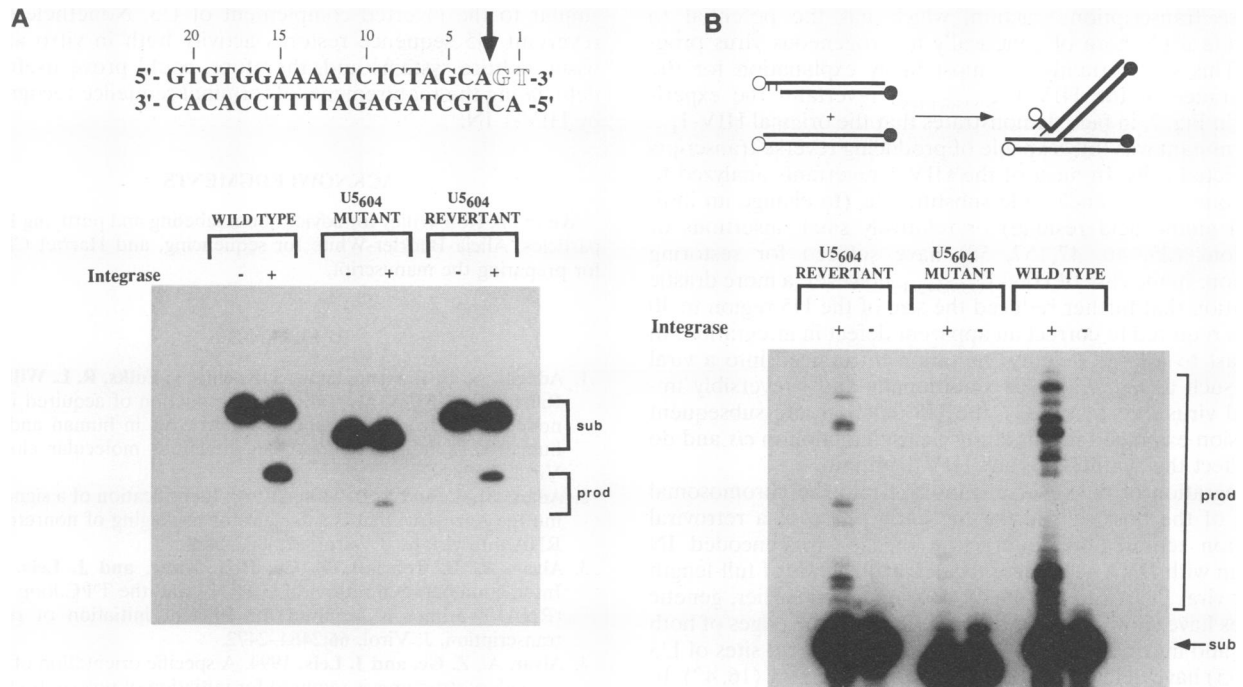 A
20 15 10 5 1
5'- GTGTGGAAAATCTCTAGCAGT-3'
3'- CACACCTTTTAGAGATCGTCA -5'
WILD TYPE
U5604
MUTANT
U5604
REVERTANT
Integrase - + - + - +
sub
prod
B
+
U5604
REVERTANT
U5604
MUTANT
WILD TYPE
Integrase + - + - + -
prod
sub